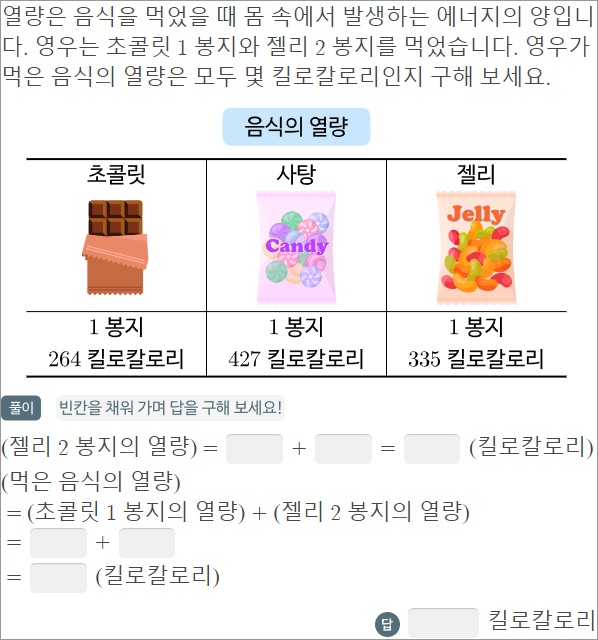 열량은 음식을 먹었을 때 몸 속에서 발생하는 에너지의 양입니
다. 영우는 초콜릿 1 봉지와 젤리 2 봉지를 먹었습니다. 영우가
먹은 음식의 열량은 모두 몇 킬로칼로리인지 구해 보세요.
음식의 열량
초콜릿 사탕 젤리
Candy Jelly
1 봉지 1 봉지 1 봉지
264 킬로칼로리 427 킬로칼로리 335 킬로칼로리
풀이 빈칸을 채워 가며 답을 구해 보세요!
(젤리 2 봉지의 열량) = + = (킬로칼로리)
(먹은 음식의 열량)
= (초콜릿 1 봉지의 열량) + (젤리 2 봉지의 열량)
= +
= (킬로칼로리)
답 킬로칼로리